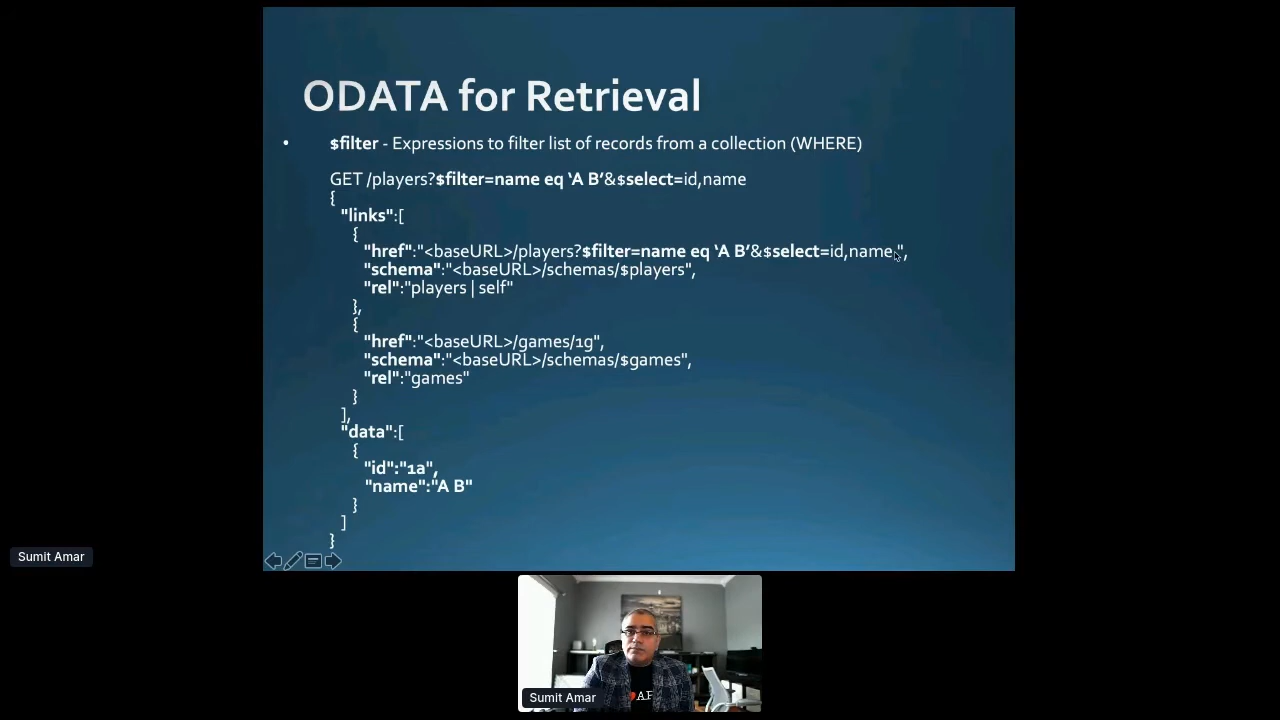 ODATA for Retrieval
• $filter - Expressions to filter list of records from a collection (WHERE)
GET /players?$filter=name eq ‘A B’&$select=id,name
{
"links":[
{
"href":"<baseURL>/players?$filter=name eq ‘A B’&$select=id,name,",
"schema":"<baseURL>/schemas/$players",
"rel":"players | self"
},
{
"href":"<baseURL>/games/1g",
"schema":"<baseURL>/schemas/$games",
"rel":"games"
}
],
"data":[
{
"id":"1a",
"name":"A B"
}
]
}
Sumit Amar
Sumit Amar